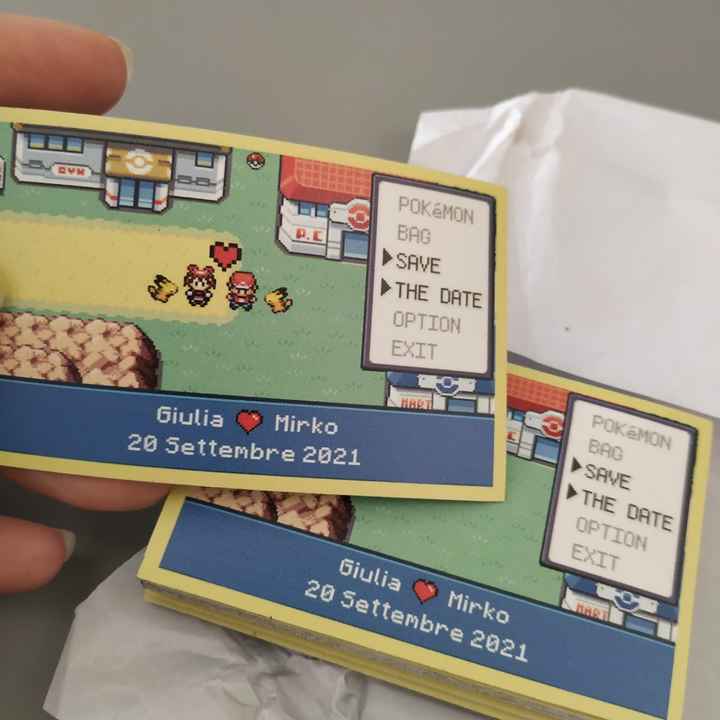 GYM
P.C
POKéMON
BAG
▶SAVE
▶THE DATE
OPTION
EXIT
MART
Giulia ❤ Mirko
20 Settembre 2021
POKéMON
BAG
▶SAVE
▶THE DATE
OPTION
EXIT
MART
Giulia ❤ Mirko
20 Settembre 2021